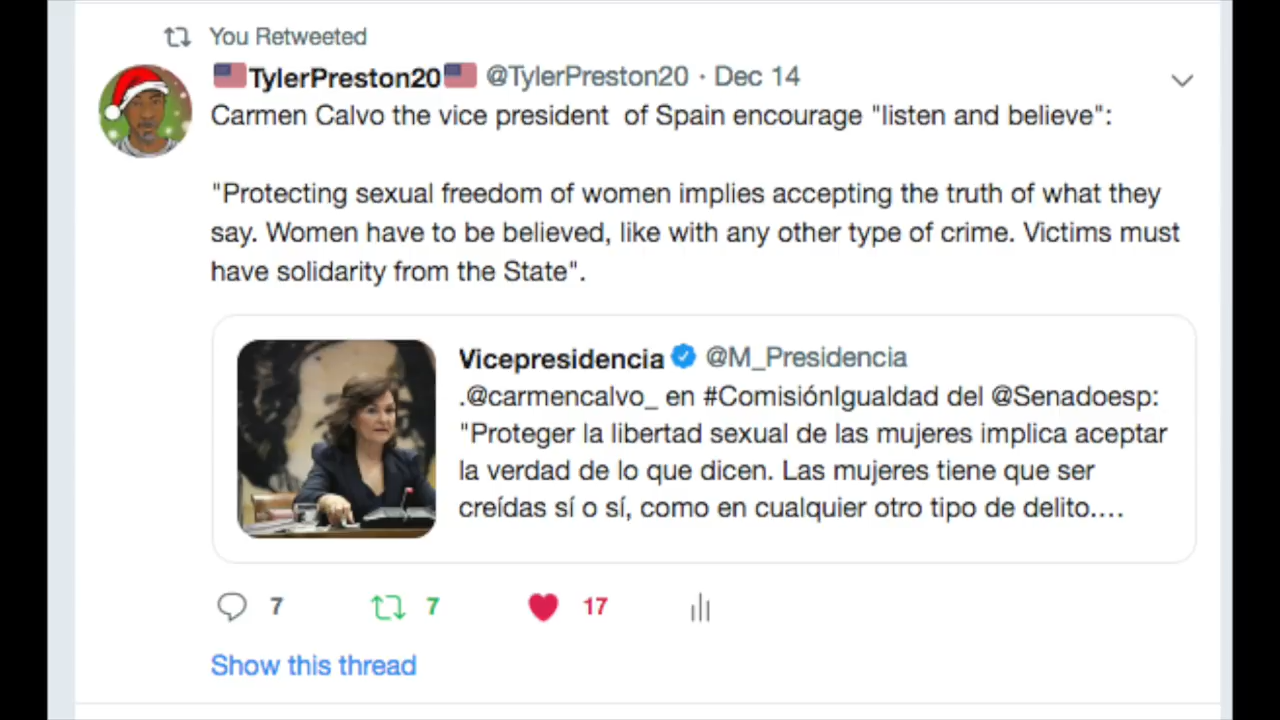 You Retweeted
TylerPreston20 @TylerPreston20 · Dec 14
Carmen Calvo the vice president of Spain encourage "listen and believe":
"Protecting sexual freedom of women implies accepting the truth of what they
say. Women have to be believed, like with any other type of crime. Victims must
have solidarity from the State".
Vicepresidencia @M_Presidencia
.@carmencalvo_ en #ComisiónIgualdad del @Senadoesp:
"Proteger la libertad sexual de las mujeres implica aceptar
la verdad de lo que dicen. Las mujeres tiene que ser
creídas sí o sí, como en cualquier otro tipo de delito....
7 7 17
Show this thread